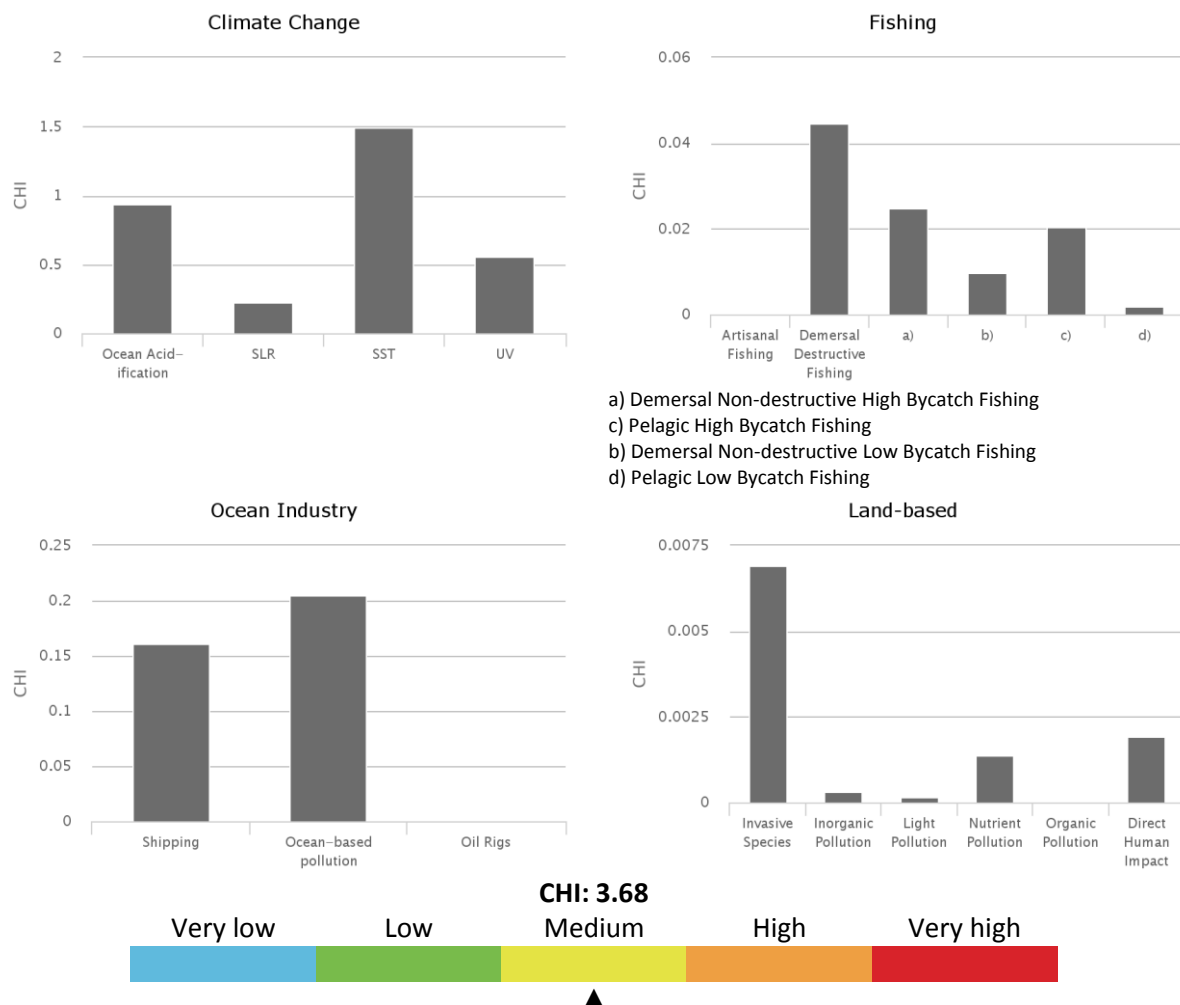 Climate Change
CHI
2
1.5
1
0.5
0
Ocean Acid–
ification
SLR
SST
UV
Fishing
CHI
0.06
0.04
0.02
0
Artisanal
Fishing
Demersal
Destructive
Fishing
a)
b)
c)
d)
a) Demersal Non-destructive High Bycatch Fishing
c) Pelagic High Bycatch Fishing
b) Demersal Non-destructive Low Bycatch Fishing
d) Pelagic Low Bycatch Fishing
Ocean Industry
CHI
0.25
0.2
0.15
0.1
0.05
0
Shipping
Ocean–based
pollution
Oil Rigs
Land-based
CHI
0.0075
0.005
0.0025
0
Invasive
Species
Inorganic
Pollution
Light
Pollution
Nutrient
Pollution
Organic
Pollution
Direct
Human
Impact
CHI: 3.68
Very low
Low
Medium
High
Very high